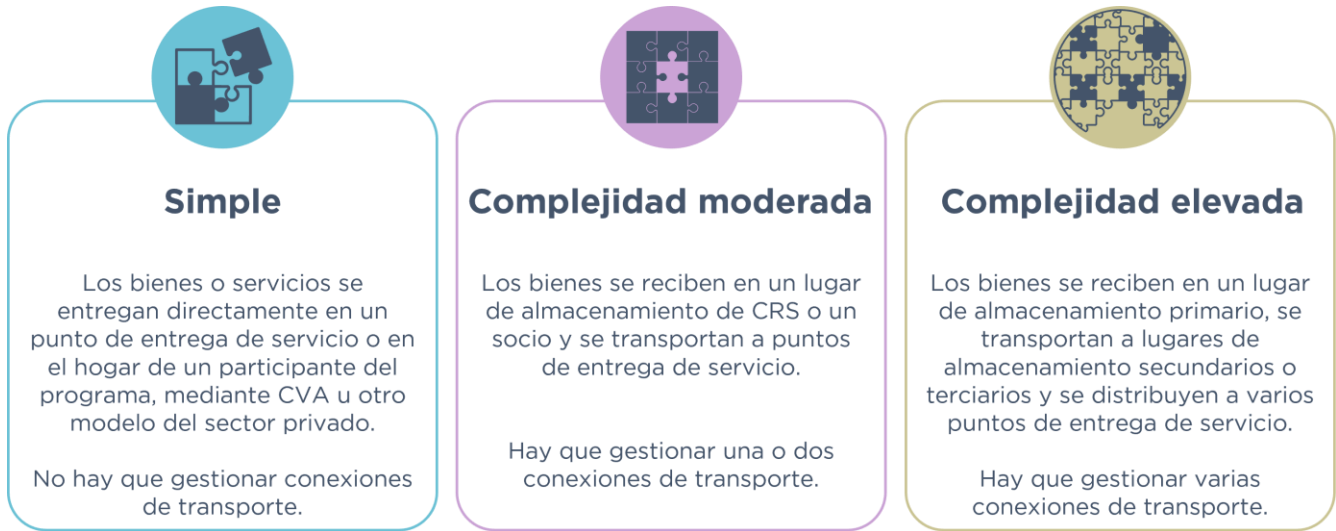 Simple
Los bienes o servicios se
entregan directamente en un
punto de entrega de servicio o en
el hogar de un participante del
programa, mediante CVA u otro
modelo del sector privado.
No hay que gestionar conexiones
de transporte.
Complejidad moderada
Los bienes se reciben en un lugar
de almacenamiento de CRS o un
socio y se transportan a puntos
de entrega de servicio.
Hay que gestionar una o dos
conexiones de transporte.
Complejidad elevada
Los bienes se reciben en un lugar
de almacenamiento primario, se
transportan a lugares de
almacenamiento secundarios o
terciarios y se distribuyen a varios
puntos de entrega de servicio.
Hay que gestionar varias
conexiones de transporte.